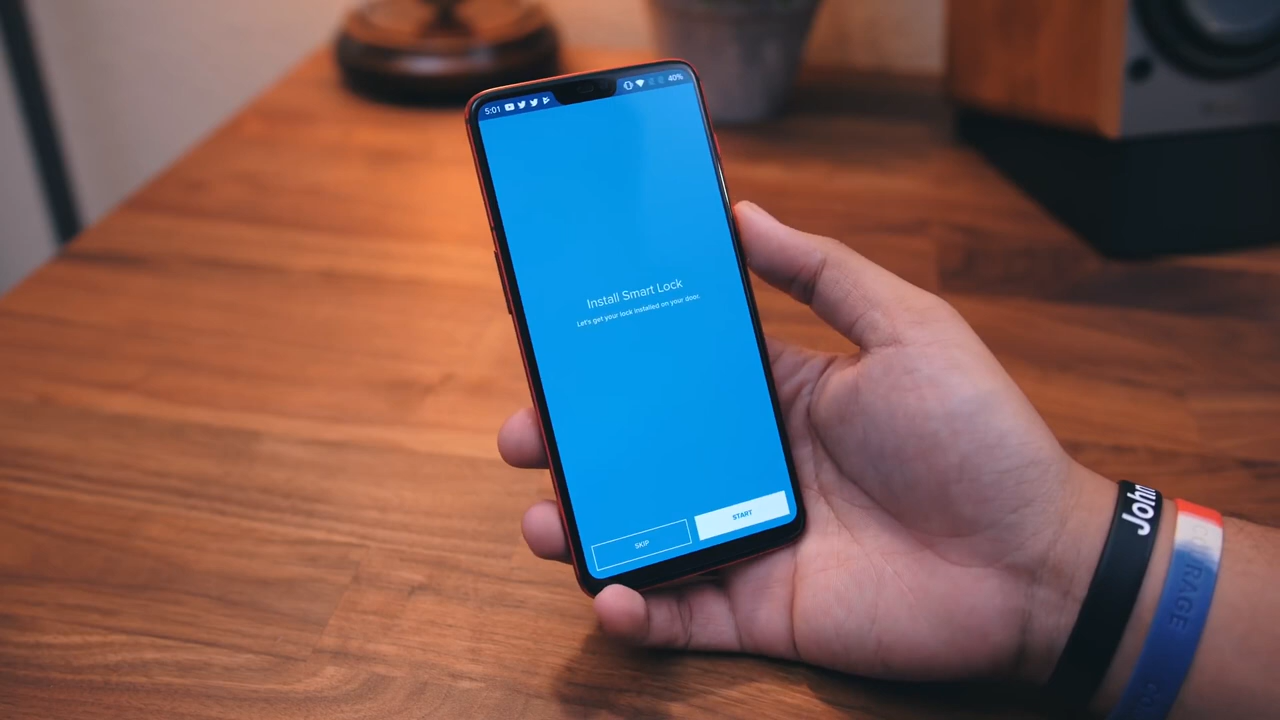 5:01
40%
Install Smart Lock
Let's get your lock installed on your door.
SKIP
START
John
RAGE